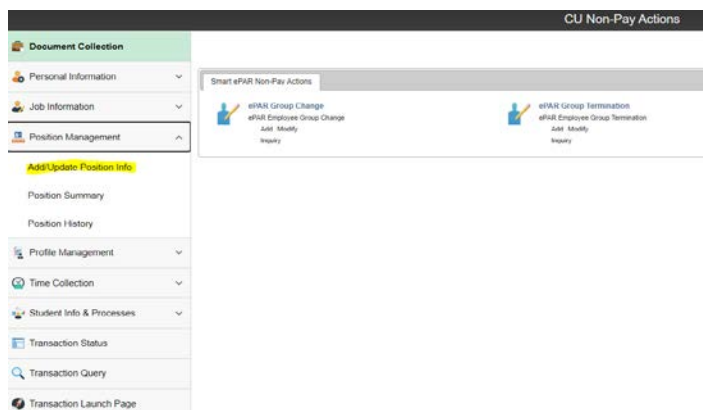 CU Non-Pay Actions
Document Collection
Personal Information
Job Information
Position Management
Add/Update Position Info
Position Summary
Position History
Profile Management
Time Collection
Student Info & Processes
Transaction Status
Transaction Query
Transaction Launch Page
Smart ePAR Non-Pay Actions
ePAR Group Change
ePAR Employee Group Change
Add Modify
Inquiry
ePAR Group Termination
ePAR Employee Group Termination
Add Modify
Inquiry